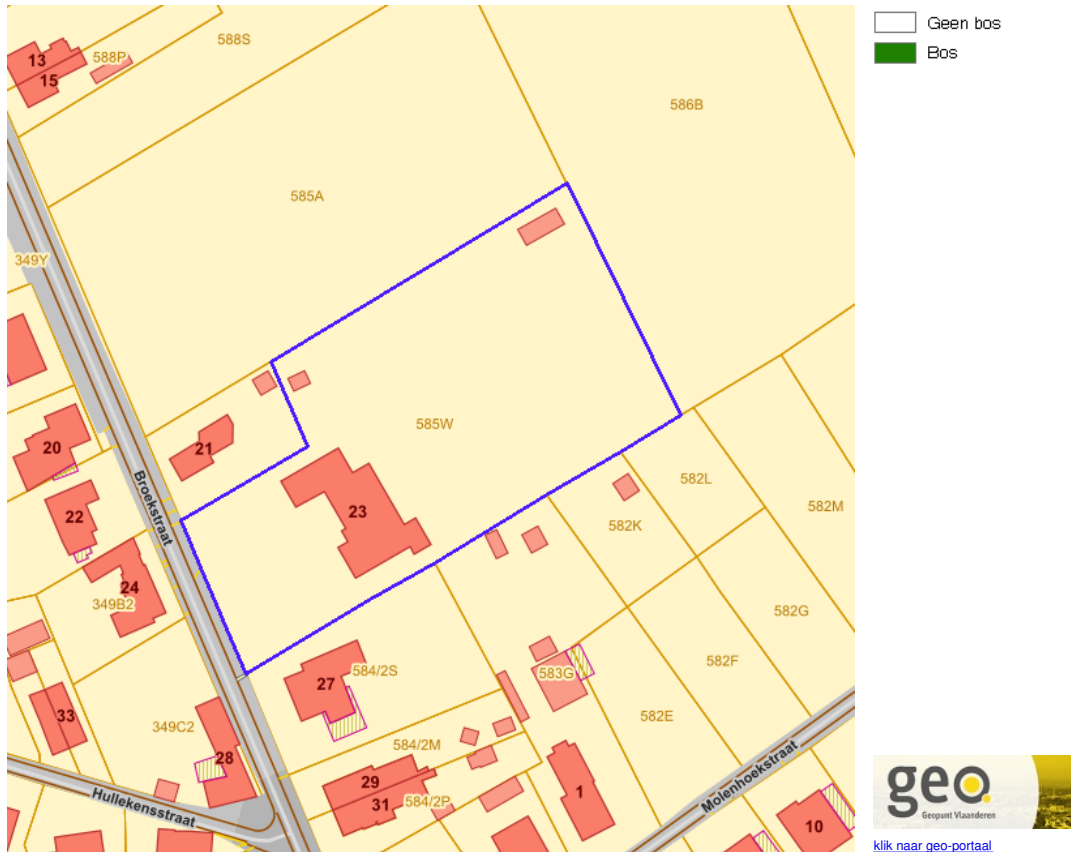 Geen bos
Bos
13
15
588P
588S
586B
585A
349Y
21
20
22
24
349B2
Broekstraat
585W
23
582L
582M
582K
582G
582F
582E
583G
27
584/2S
584/2M
584/2P
29
31
1
33
349C2
28
Hullekensstraat
Molenhoekstraat
10
geo
Geopunt Vlaanderen
klik naar geo-portaal